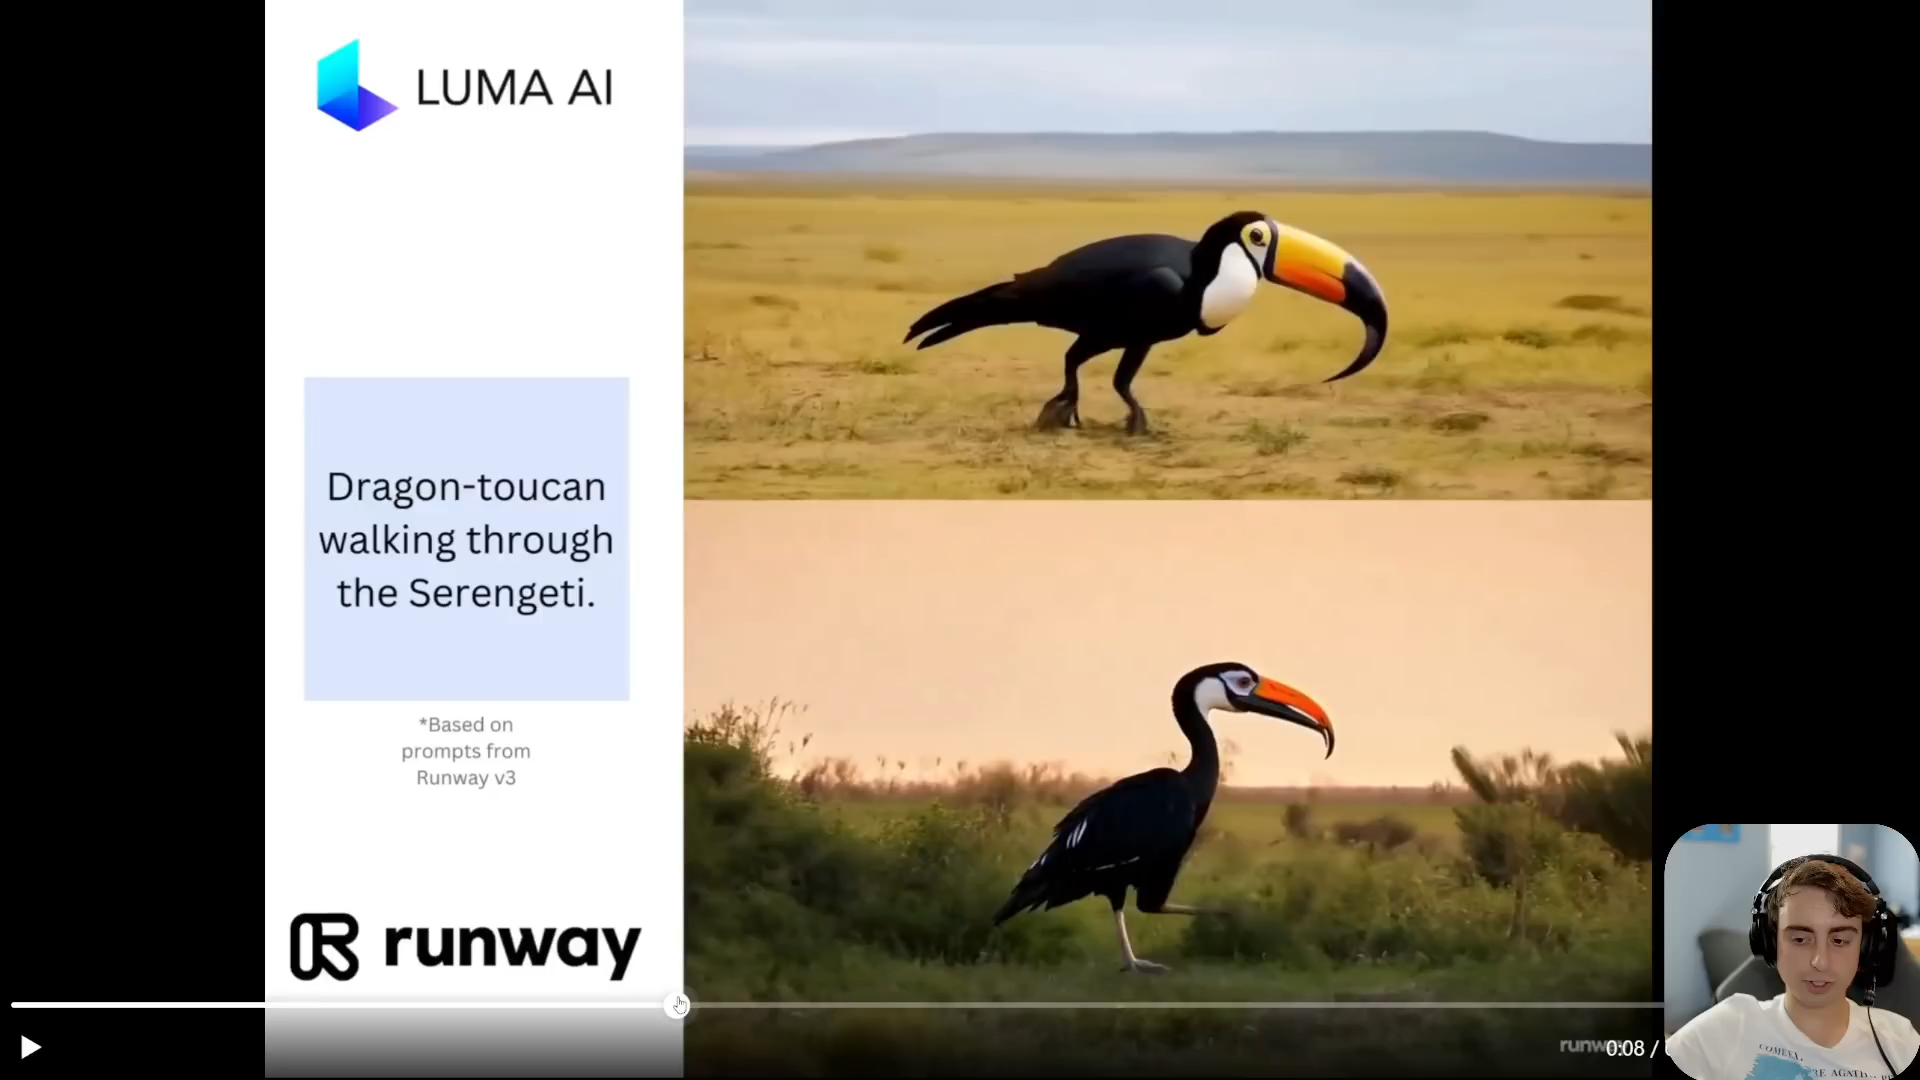 LUMA AI
Dragon-toucan
walking through
the Serengeti.
*Based on
prompts from
Runway v3
runway
0:08 /